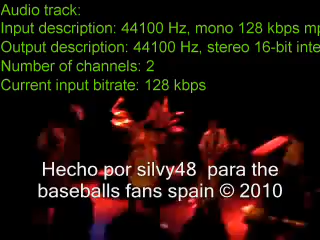 Audio track:
Input description: 44100 Hz, mono 128 kbps mp
Output description: 44100 Hz, stereo 16-bit inte
Number of channels: 2
Current input bitrate: 128 kbps
Hecho por silvy48 para the
baseballs fans spain © 2010